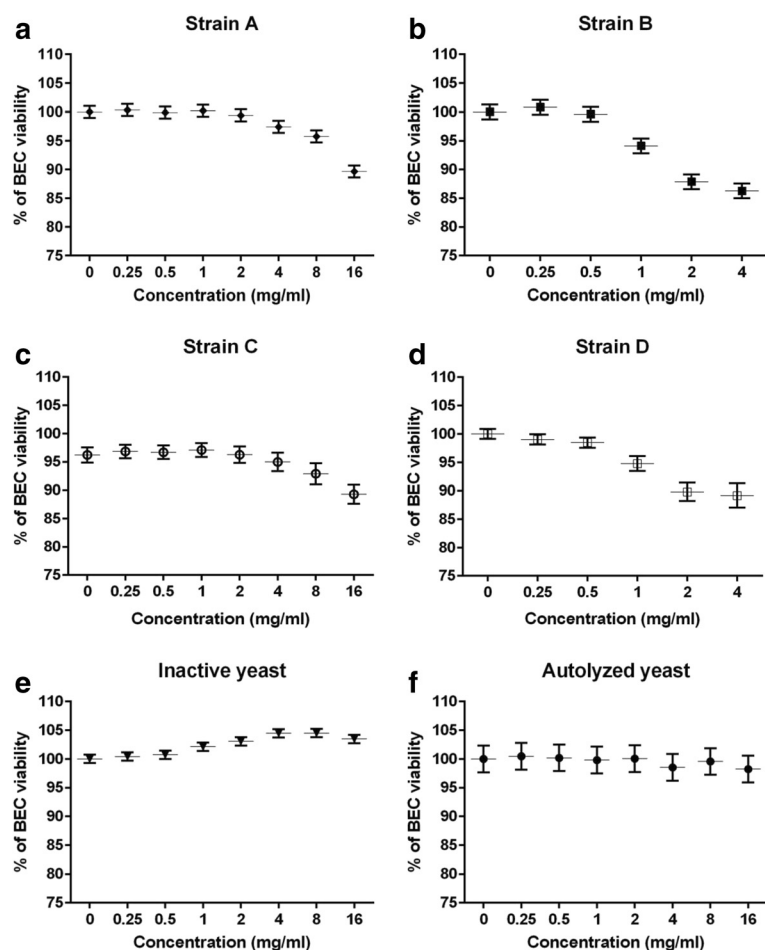 a
Strain A
% of BEC viability
110
105
100
95
90
85
80
75
0 0.25 0.5 1 2 4 8 16
Concentration (mg/ml)
b
Strain B
% of BEC viability
110
105
100
95
90
85
80
75
0 0.25 0.5 1 2 4
Concentration (mg/ml)
c
Strain C
% of BEC viability
110
105
100
95
90
85
80
75
0 0.25 0.5 1 2 4 8 16
Concentration (mg/ml)
d
Strain D
% of BEC viability
110
105
100
95
90
85
80
75
0 0.25 0.5 1 2 4
Concentration (mg/ml)
e
Inactive yeast
% of BEC viability
110
105
100
95
90
85
80
75
0 0.25 0.5 1 2 4 8 16
Concentration (mg/ml)
f
Autolyzed yeast
% of BEC viability
110
105
100
95
90
85
80
75
0 0.25 0.5 1 2 4 8 16
Concentration (mg/ml)